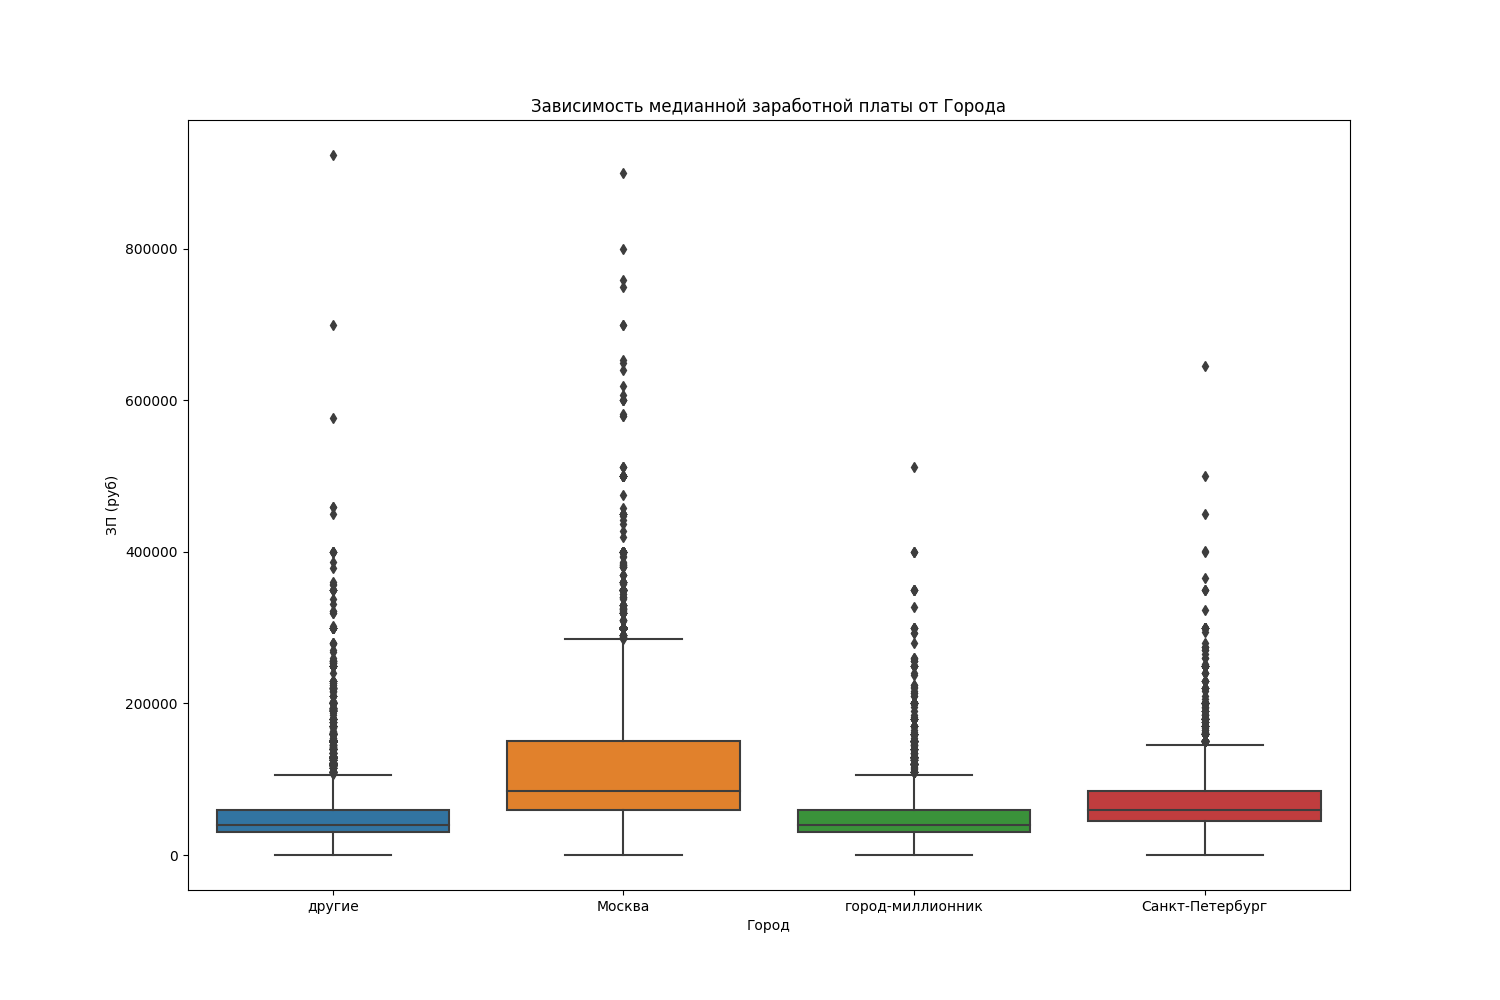 Зависимость медианной заработной платы от Города
ЗП (руб)
800000
600000
400000
200000
0
другие
Москва
город-миллионник
Санкт-Петербург
Город